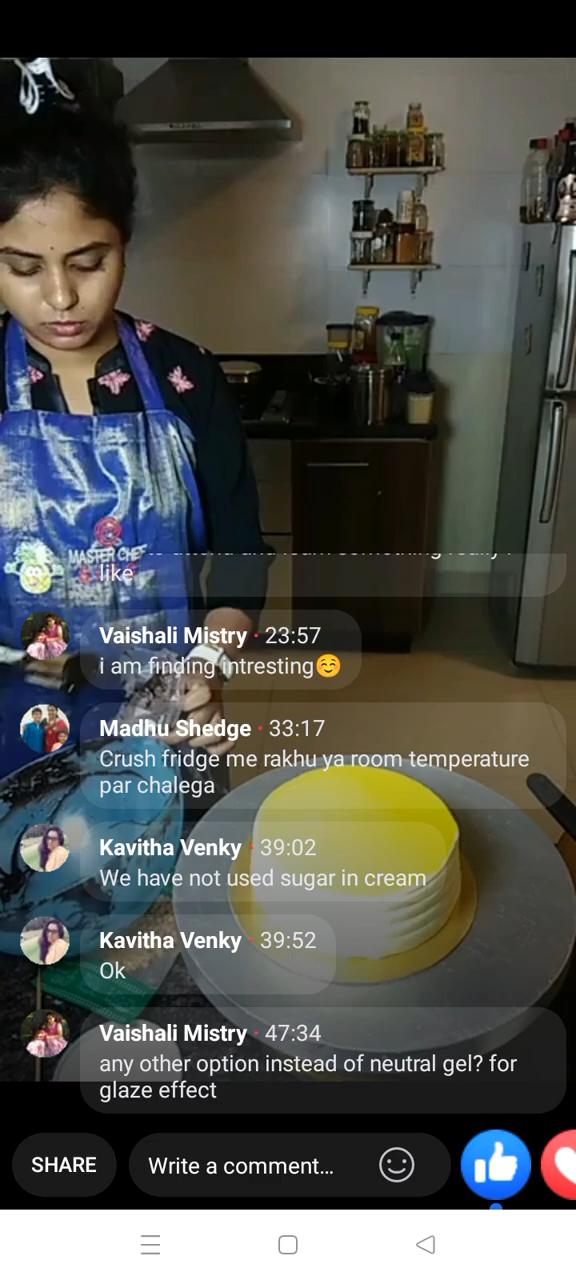 MASTER CHEF
like
Vaishali Mistry · 23:57
i am finding intresting☺️
Madhu Shedge · 33:17
Crush fridge me rakhu ya room temperature
par chalega
Kavitha Venky · 39:02
We have not used sugar in cream
Kavitha Venky · 39:52
Ok
Vaishali Mistry · 47:34
any other option instead of neutral gel? for
glaze effect
SHARE
Write a comment...